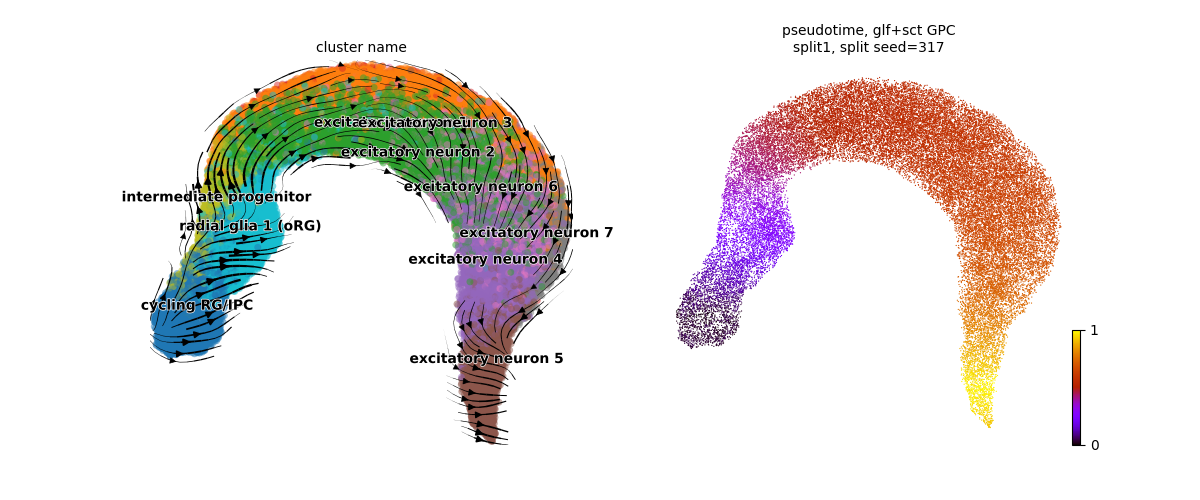 cluster name
excitatory neuron 3
excitatory neuron 2
excitatory neuron 6
intermediate progenitor
radial glia 1 (oRG)
excitatory neuron 7
excitatory neuron 4
cycling RG/IPC
excitatory neuron 5
pseudotime, glf+sct GPC
split1, split seed=317
1
0